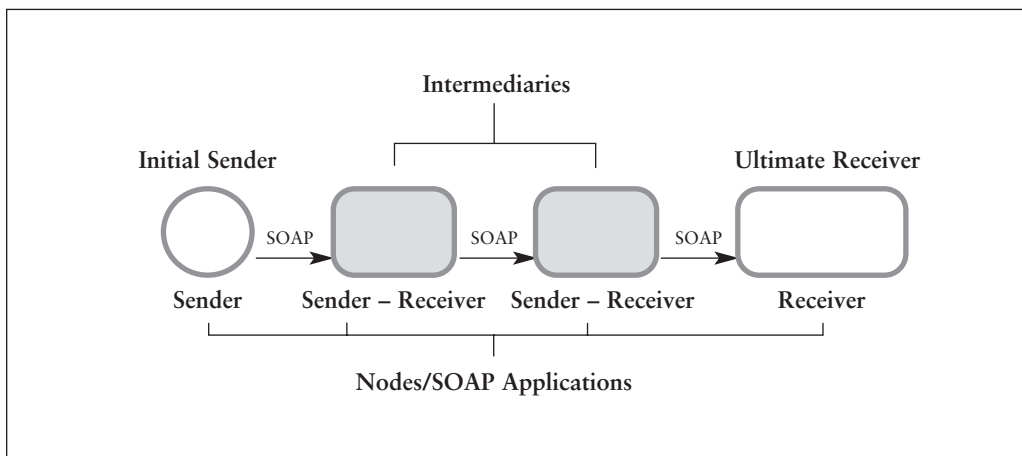 Intermediaries
Initial Sender
Ultimate Receiver
SOAP
SOAP
SOAP
Sender
Sender – Receiver
Sender – Receiver
Receiver
Nodes/SOAP Applications